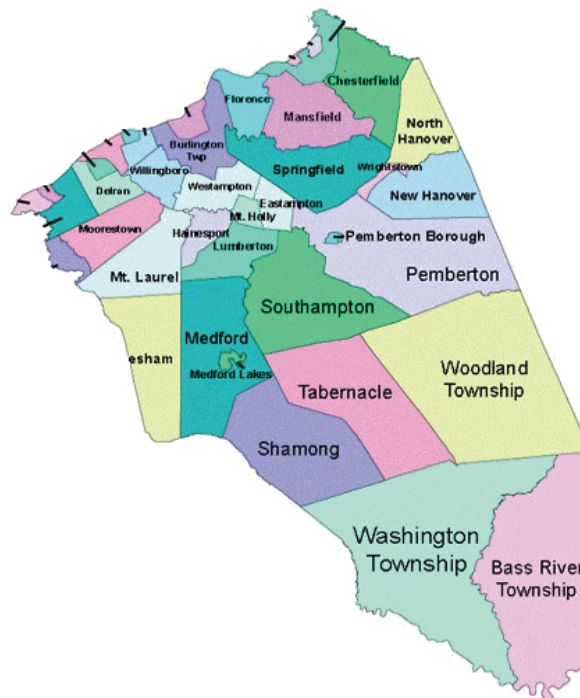 Chesterfield
Florence
Mansfield
North
Hanover
Burlington
Twp
Springfield
Wrightstown
Willingboro
Delran
Westampton
New Hanover
Eastampton
Mt. Holly
Moorestown
Hainesport
Pemberton Borough
Lumberton
Mt. Laurel
Pemberton
Southampton
Medford
esham
Woodland
Township
Medford Lakes
Tabernacle
Shamong
Washington
Township
Bass River
Township